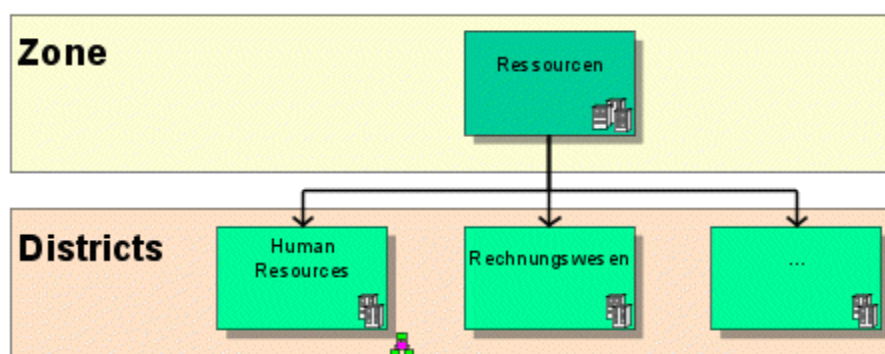 Zone
Ressourcen
Districts
Human
Resources
Rechnungswesen
...